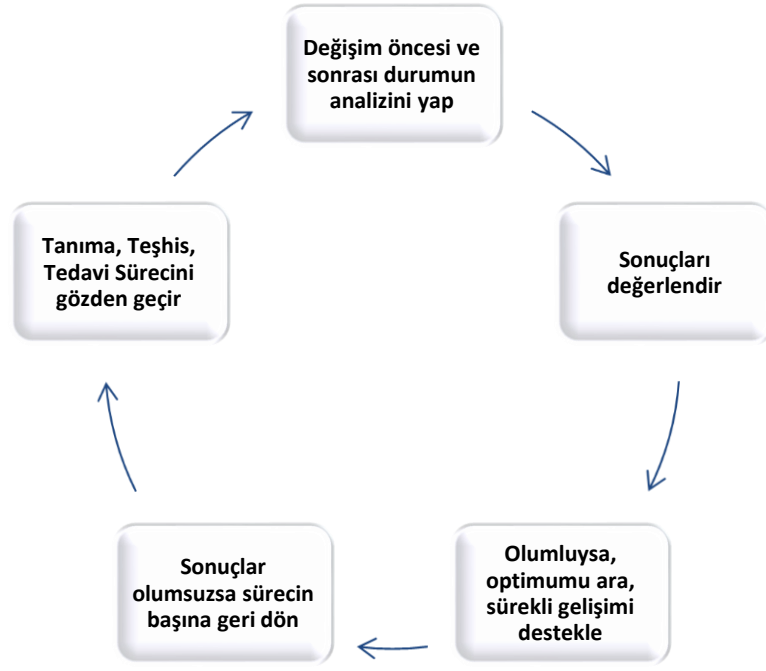 Değişim öncesi ve
sonrası durumun
analizini yap
Sonuçları
değerlendir
Olumluysa,
optimumu ara,
sürekli gelişimi
destekle
Sonuçlar
olumsuzsa sürecin
başına geri dön
Tanıma, Teşhis,
Tedavi Sürecini
gözden geçir